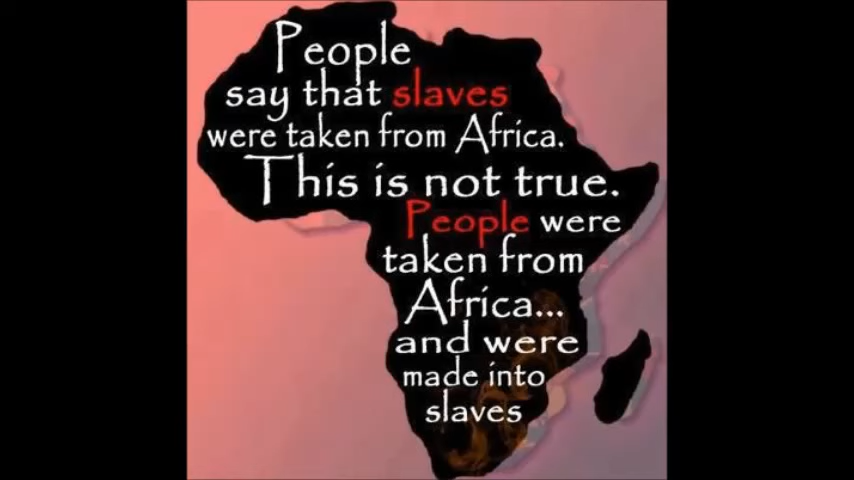 People
say that slaves
were taken from Africa.
This is not true.
People were
taken from
Africa...
and were
made into
slaves